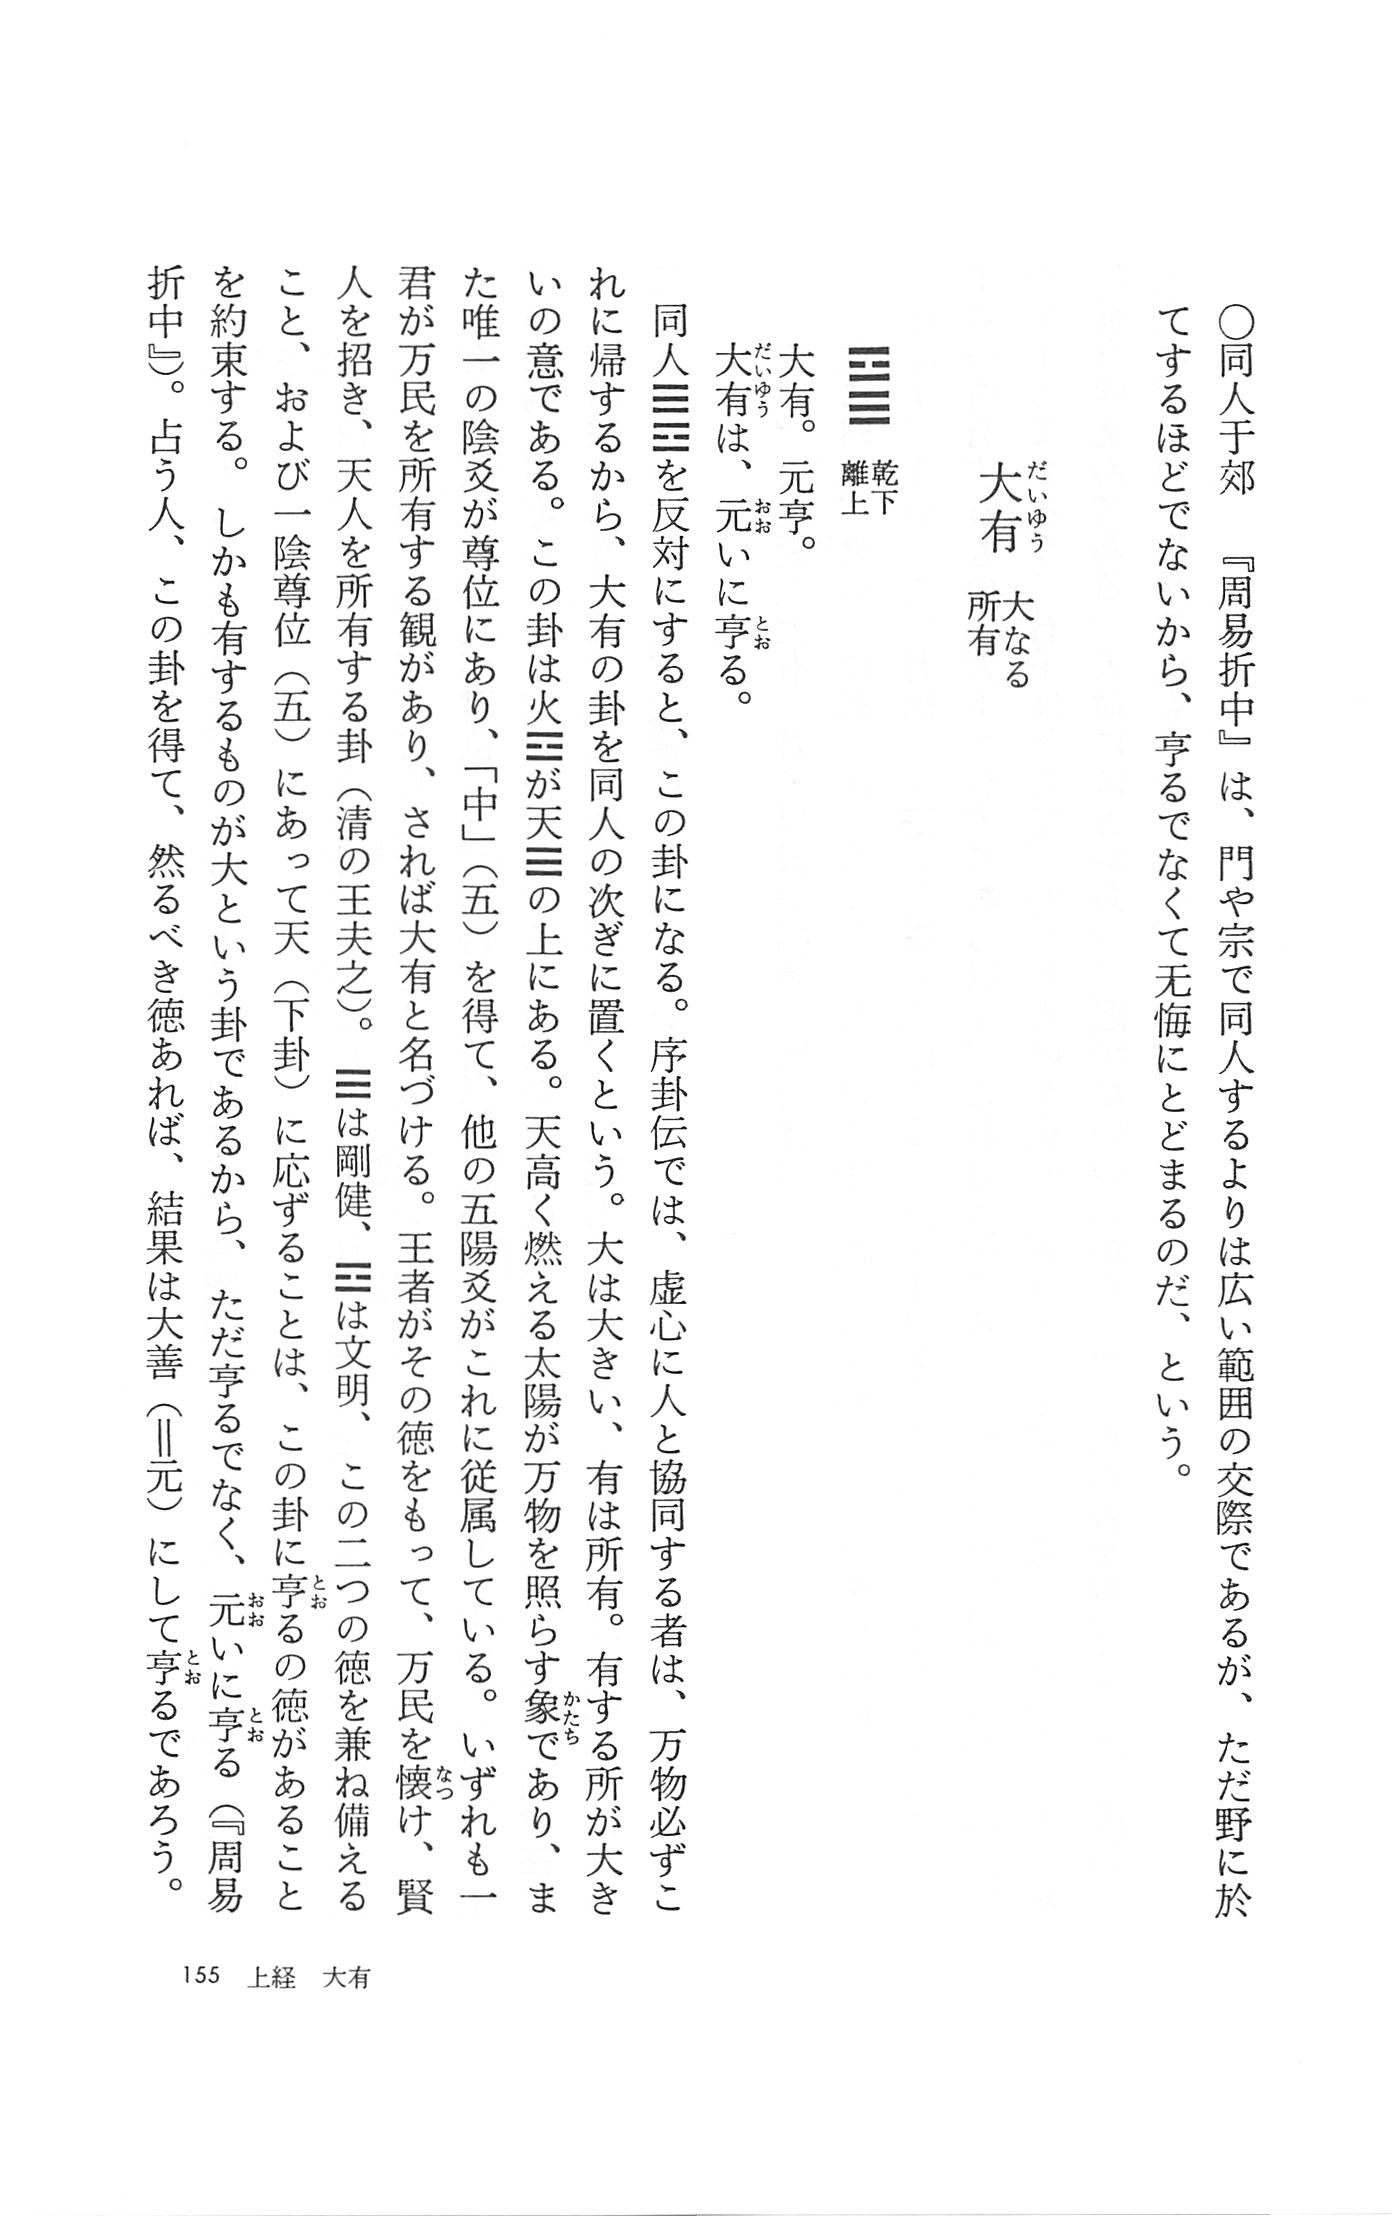 〇同人于郊　『周易折中』は、門や宗で同人するよりは広い範囲の交際であるが、ただ野に於
てするほどでないから、亨るでなくて无悔にとどまるのだ、という。
大有　大なる所有
だいゆう
䷍　乾下離上
大有。元亨。
大有は、元いに亨る。
だいゆう　おお　とお
同人䷌を反対にすると、この卦になる。序卦伝では、虚心に人と協同する者は、万物必ずこ
れに帰するから、大有の卦を同人の次ぎに置くという。大は大きい、有は所有。有する所が大き
いの意である。この卦は火☲が天☰の上にある。天高く燃える太陽が万物を照らす象であり、ま
かたち
た唯一の陰爻が尊位にあり、「中」（五）を得て、他の五陽爻がこれに従属している。いずれも一
君が万民を所有する観があり、されば大有と名づける。王者がその徳をもって、万民を懐け、賢
なつ
人を招き、天人を所有する卦（清の王夫之）。☰は剛健、☲は文明、この二つの徳を兼ね備える
こと、および一陰尊位（五）にあって天（下卦）に応ずることは、この卦に亨るの徳があること
とお
を約束する。しかも有するものが大という卦であるから、ただ亨るでなく、元いに亨る（『周易
おお　とお
折中』）。占う人、この卦を得て、然るべき徳あれば、結果は大善（＝元）にして亨るであろう。
とお
155　上経　大有